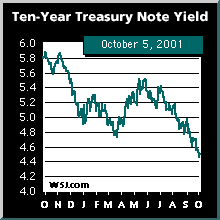 Ten-Year Treasury Note Yield
October 5, 2001
6.0
5.8
5.6
5.4
5.2
5.0
4.8
4.6
4.4
4.2
4.0
WSJ.com
O N D J F M A M J J A S O